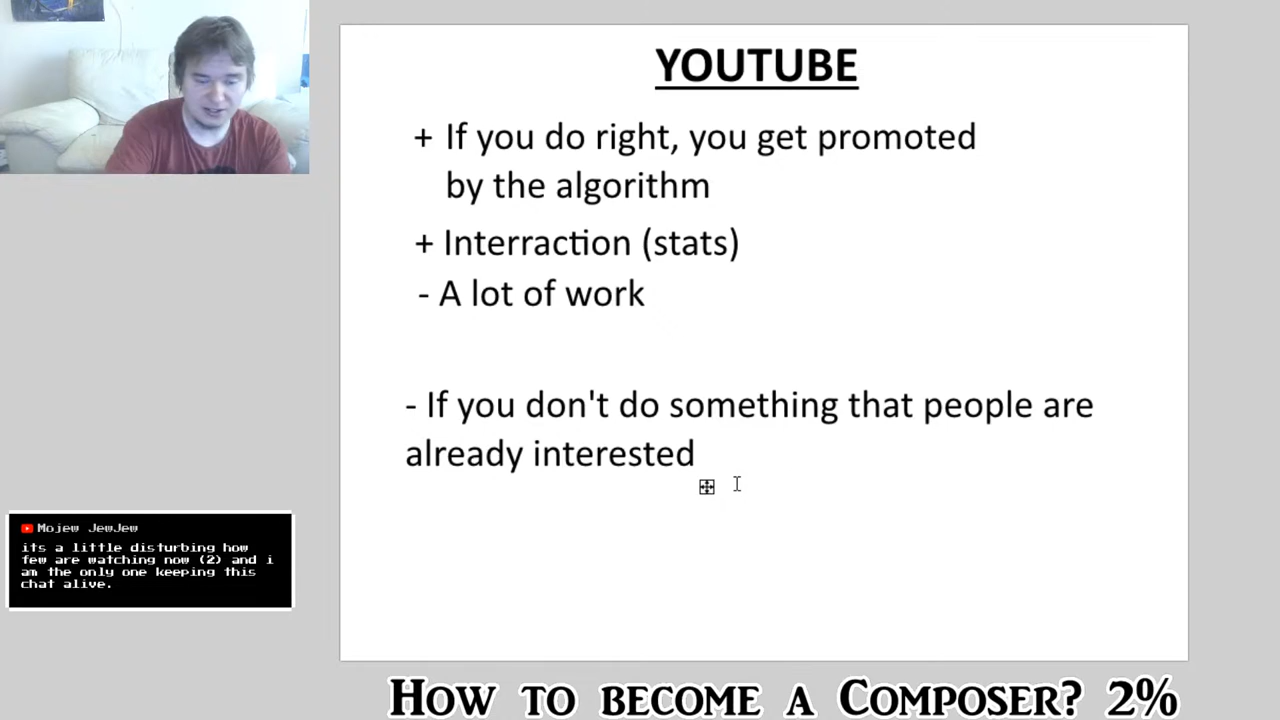 YOUTUBE
+ If you do right, you get promoted
by the algorithm
+ Interraction (stats)
- A lot of work
- If you don't do something that people are
already interested
Mojew JewJew
its a little disturbing how
few are watching now (2) and i
am the only one keeping this
chat alive.
HOW TO BECOME A COMPOSER? 2%